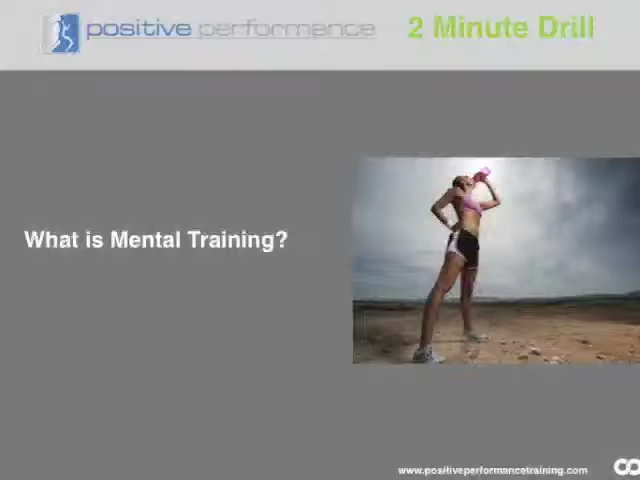 positive performance
2 Minute Drill
What is Mental Training?
www.positiveperformancetraining.com